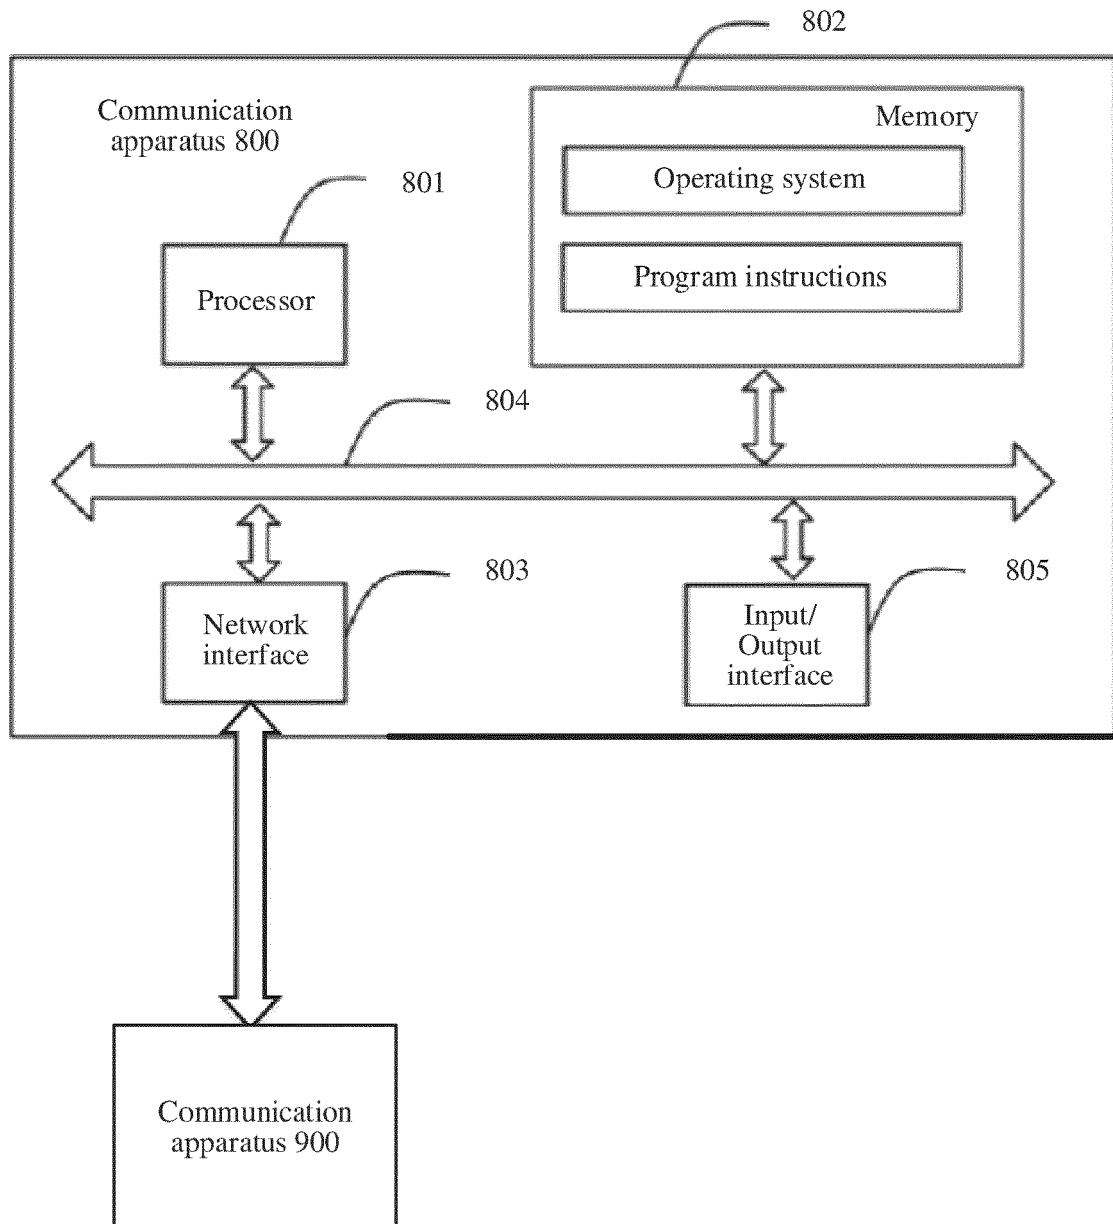 802
Communication
apparatus 800
Memory
Operating system
801
Program instructions
Processor
804
803
805
Network
interface
Input/
Output
interface
Communication
apparatus 900